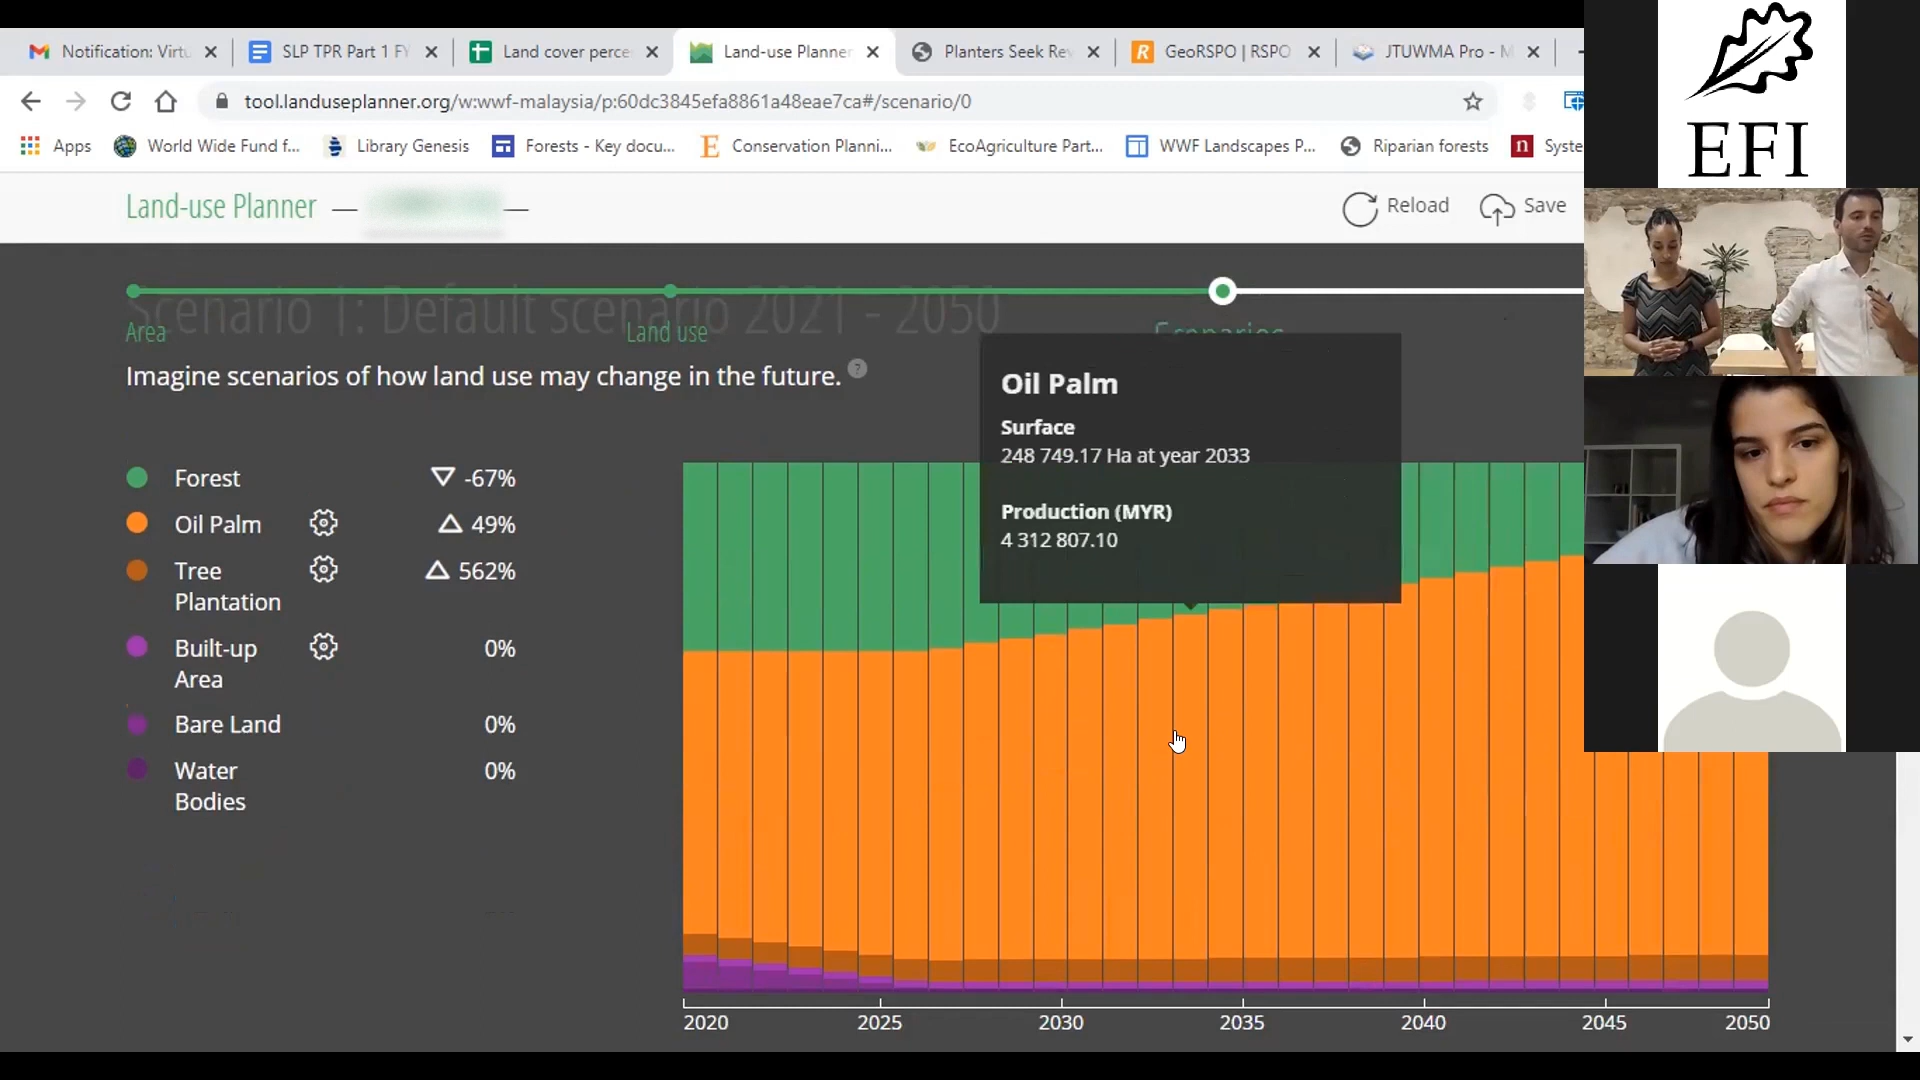 Notification: Virtu
SLP TPR Part 1 FY
Land cover perce
Land-use Planner
Planters Seek Rev
GeoRSPO | RSPO
JTUWMA Pro - M
tool.landuseplanner.org/w:wwf-malaysia/p:60dc3845efa8861a48eae7ca#/scenario/0
Apps
World Wide Fund f...
Library Genesis
Forests - Key docu...
Conservation Planni...
EcoAgriculture Part...
WWF Landscapes P...
Riparian forests
Syste
EFI
Land-use Planner — —
Reload
Save
Scenario 1: Default scenario 2021 - 2050
Area
Land use
Scenarios
Imagine scenarios of how land use may change in the future. ?
Forest -67%
Oil Palm 49%
Tree 562%
Plantation
Built-up 0%
Area
Bare Land 0%
Water 0%
Bodies
Oil Palm
Surface
248 749.17 Ha at year 2033
Production (MYR)
4 312 807.10
2020 2025 2030 2035 2040 2045 2050